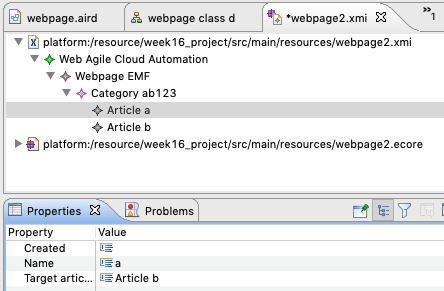 webpage.aird
webpage class d
*webpage2.xmi
»1
platform:/resource/week16_project/src/main/resources/webpage2.xmi
Web Agile Cloud Automation
Webpage EMF
Category ab123
Article a
Article b
platform:/resource/week16_project/src/main/resources/webpage2.ecore
Properties
Problems
Property Value
Created
Name a
Target artic... Article b